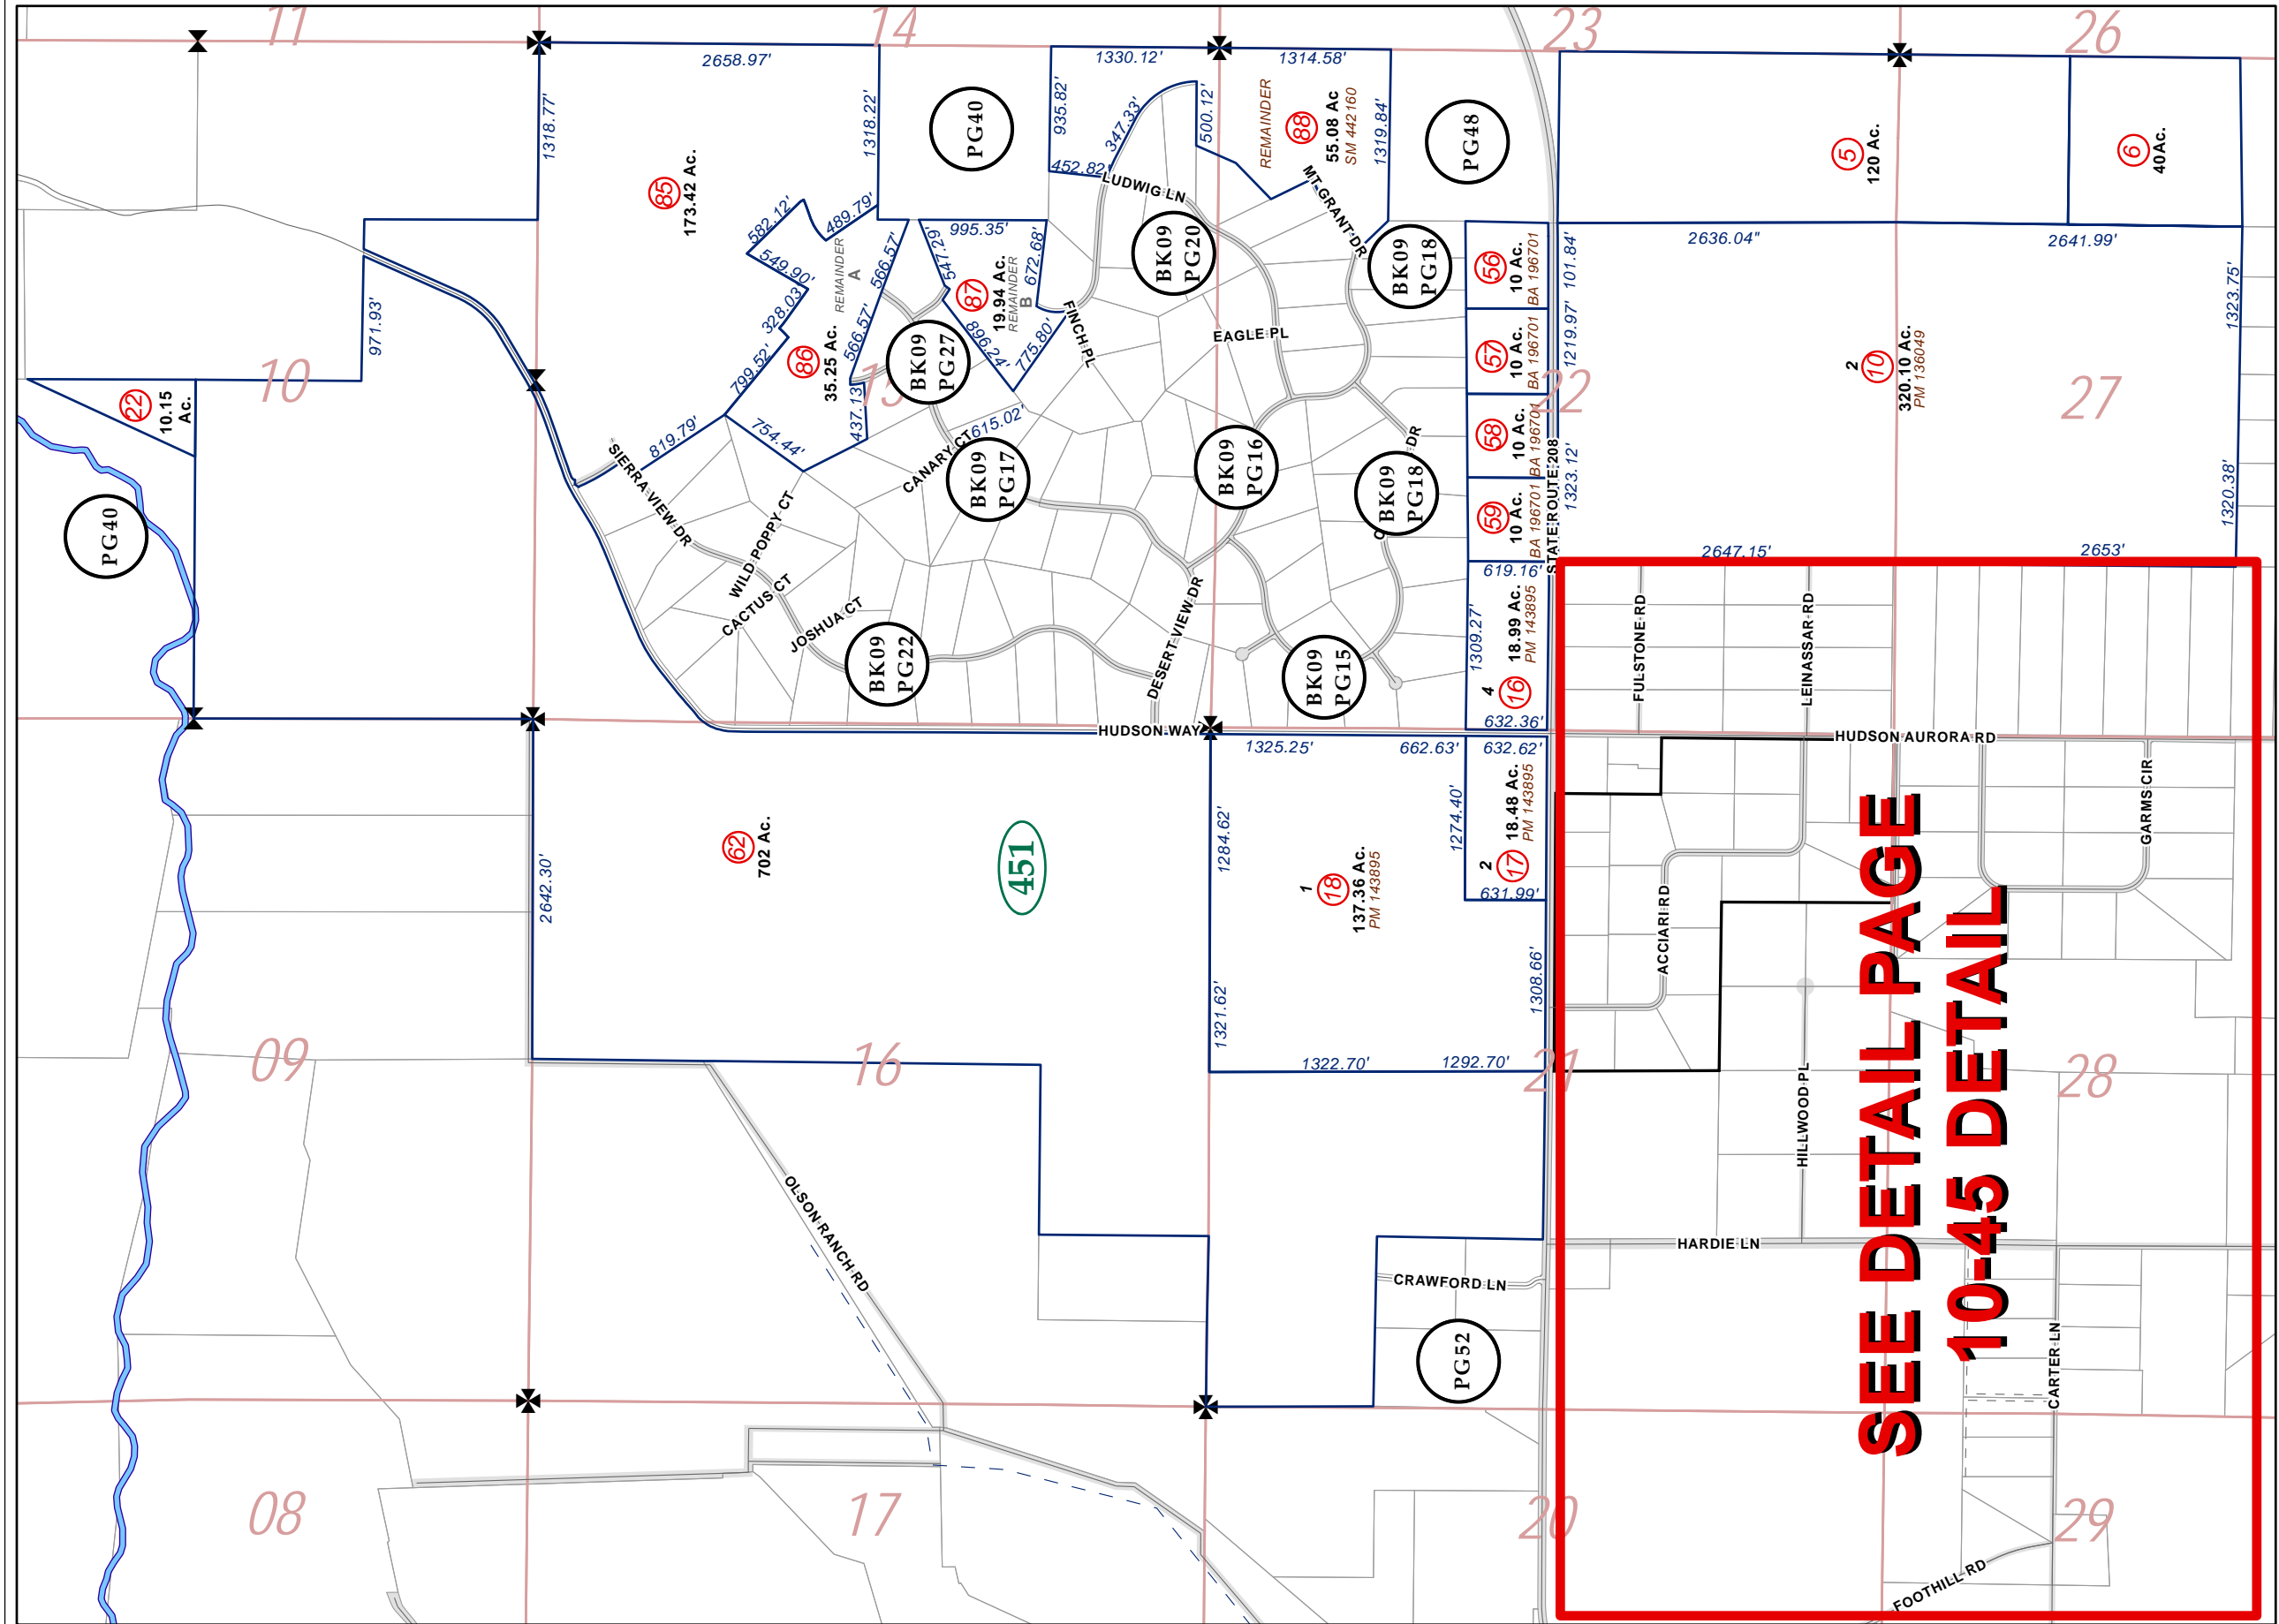 11
14
23
26
2658.97'
1330.12'
1314.58'
1318.77'
1318.22'
935.82'
347.33'
500.12'
452.82'
1319.84'
REMAINDER
88
55.08 Ac
SM 442160
PG40
PG48
5
120 Ac.
6
40Ac.
85
173.42 Ac.
LUDWIG LN
MT GRANT DR
582.12'
489.79'
549.90'
328.03'
799.52'
REMAINDER
A
566.57'
566.57'
86
35.25 Ac.
437.13'
995.35'
547.29'
672.68'
87
19.94 Ac.
REMAINDER
B
896.24'
775.80'
FINCH PL
BK09
PG20
BK09
PG18
EAGLE PL
BK09
PG27
56
10 Ac.
BA 196701
57
10 Ac.
BA 196701
58
10 Ac.
BA 196701
59
10 Ac.
BA 196701
101.84'
1219.97'
1323.12'
STATE ROUTE 208
2636.04"
2641.99'
1323.75'
1320.38'
2
10
320.10 Ac.
PM 136049
22
27
971.93'
10
22
10.15
Ac.
PG40
819.79'
754.44'
615.02'
CANARY CT
BK09
PG17
BK09
PG16
BK09
PG18
DR
SIERRA VIEW DR
WILD POPPY CT
CACTUS CT
JOSHUA CT
BK09
PG22
DESERT VIEW DR
BK09
PG15
619.16'
1309.27'
18.99 Ac.
PM 143895
4
16
632.36'
2647.15'
2653'
FULSTONE RD
LEINASSAR RD
HUDSON WAY
HUDSON AURORA RD
1325.25'
662.63'
632.62'
1284.62'
1274.40'
18.48 Ac.
PM 143895
2
17
631.99'
62
702 Ac.
451
2642.30'
1
18
137.36 Ac.
PM 143895
1321.62'
1308.66'
1322.70'
1292.70'
ACCIARI RD
GARMS CIR
SEE DETAIL PAGE
10-45 DETAIL
09
16
21
28
HILLWOOD PL
OLSON RANCH RD
HARDIE LN
CRAWFORD LN
PG52
CARTER LN
08
17
20
29
FOOTHILL RD